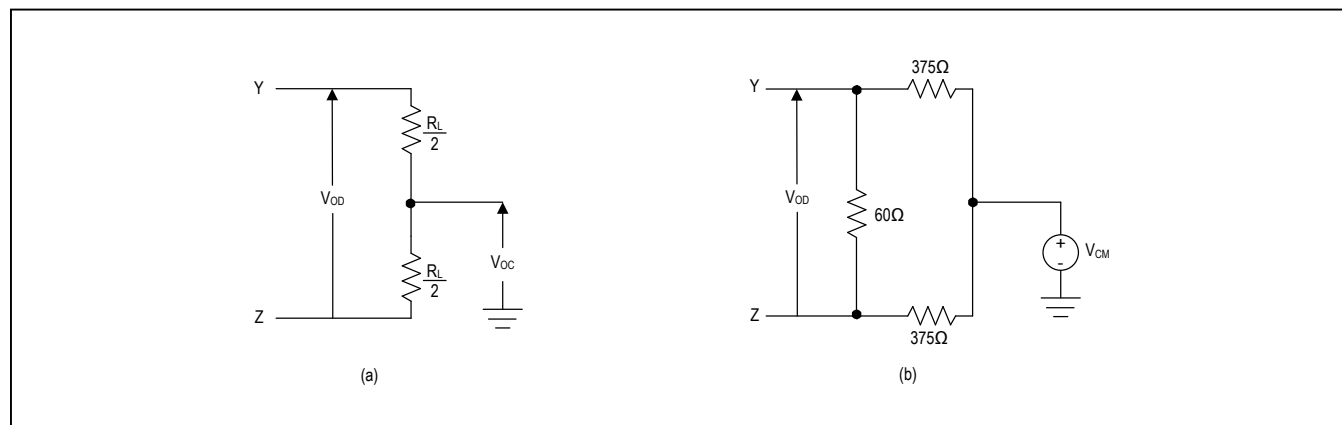 Y
R_L
2
V_OD
V_OC
R_L
2
Z
(a)
375Ω
Y
V_OD
60Ω
+
-
V_CM
Z
375Ω
(b)